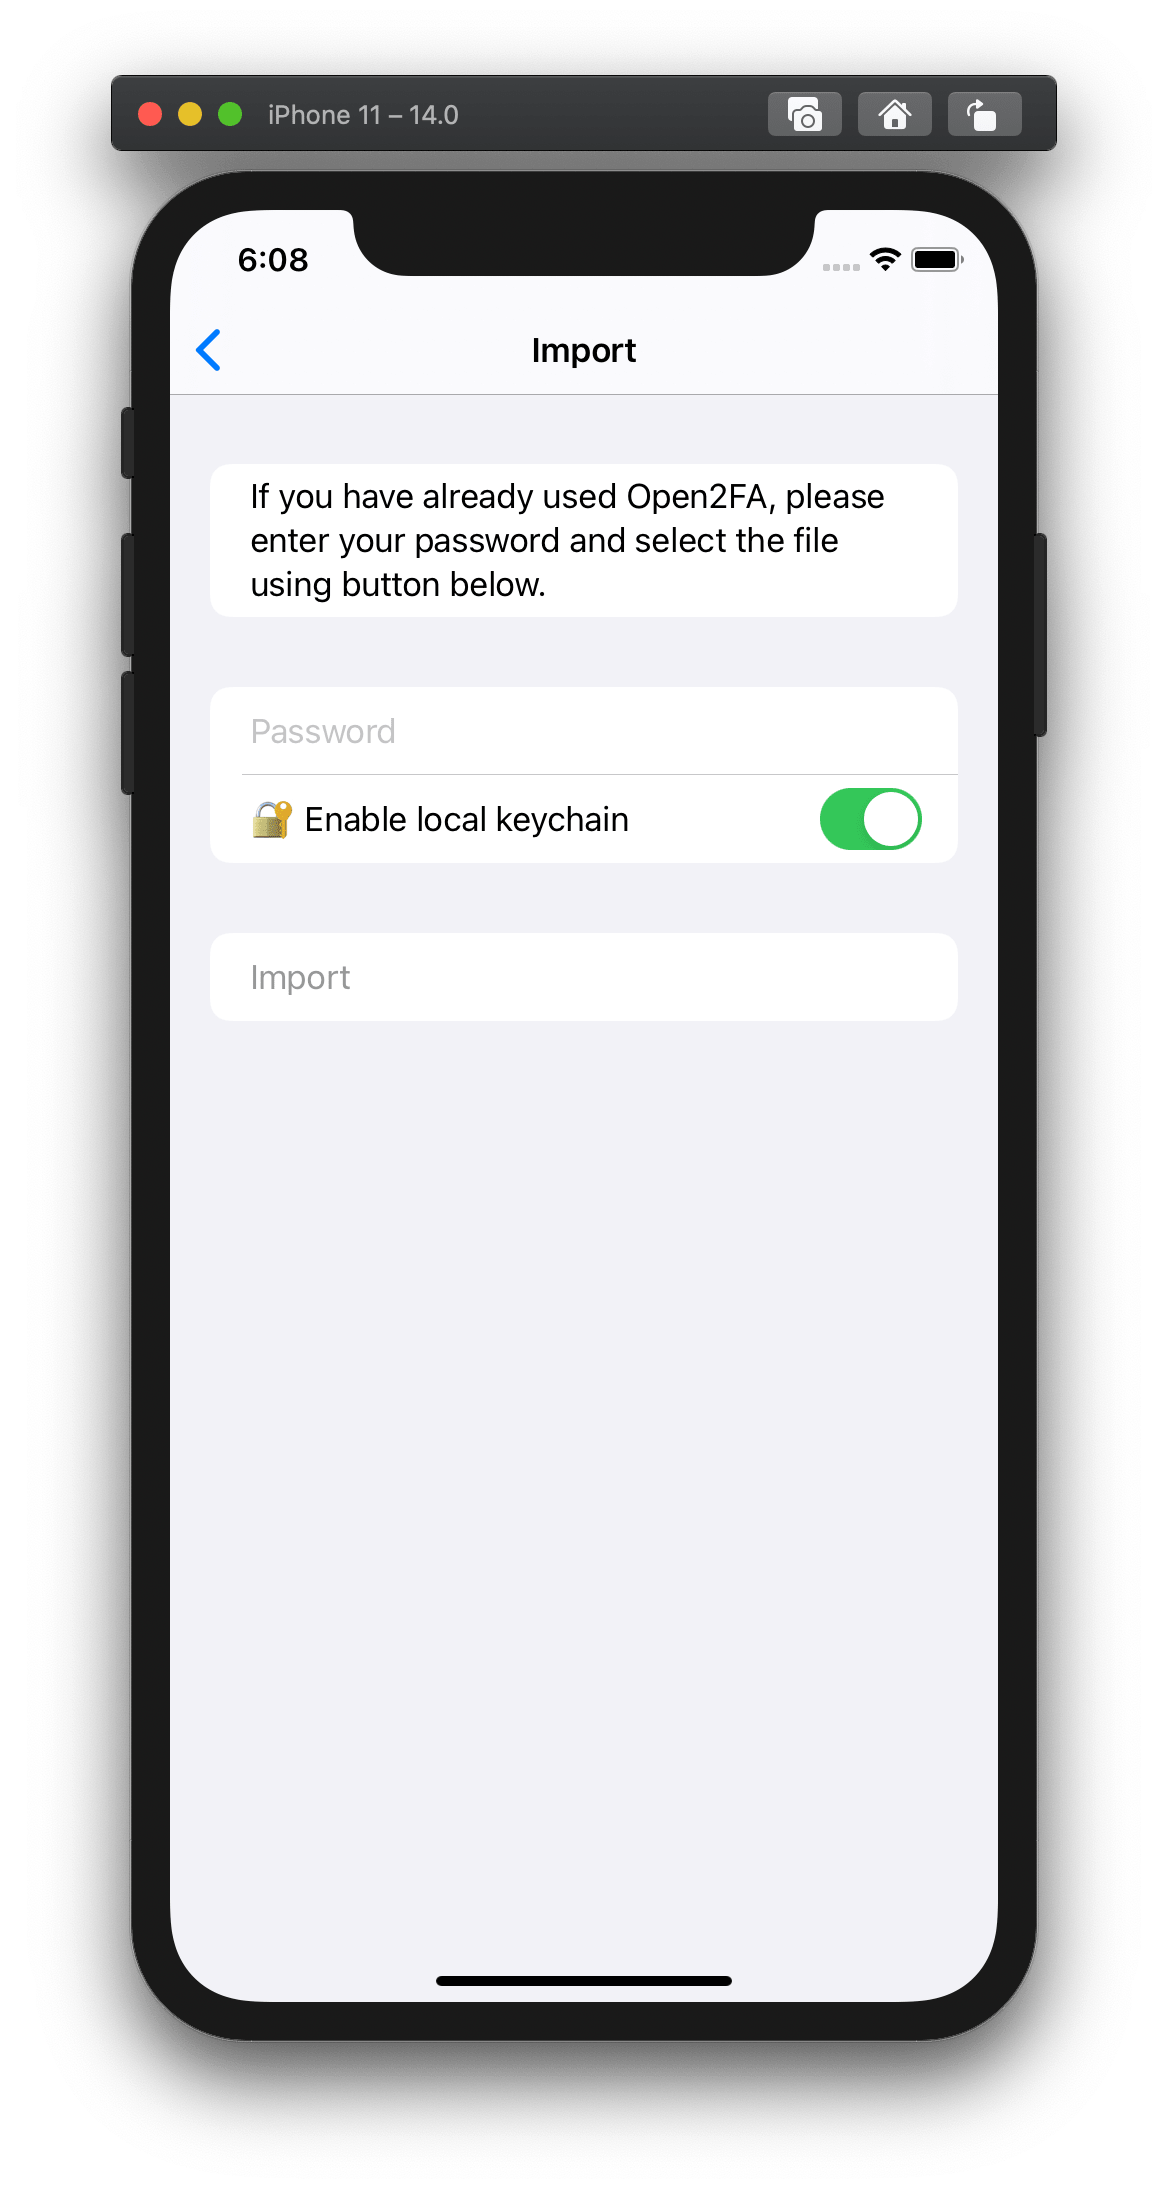 iPhone 11 – 14.0
6:08
Import
If you have already used Open2FA, please
enter your password and select the file
using button below.
Password
🔐 Enable local keychain
Import